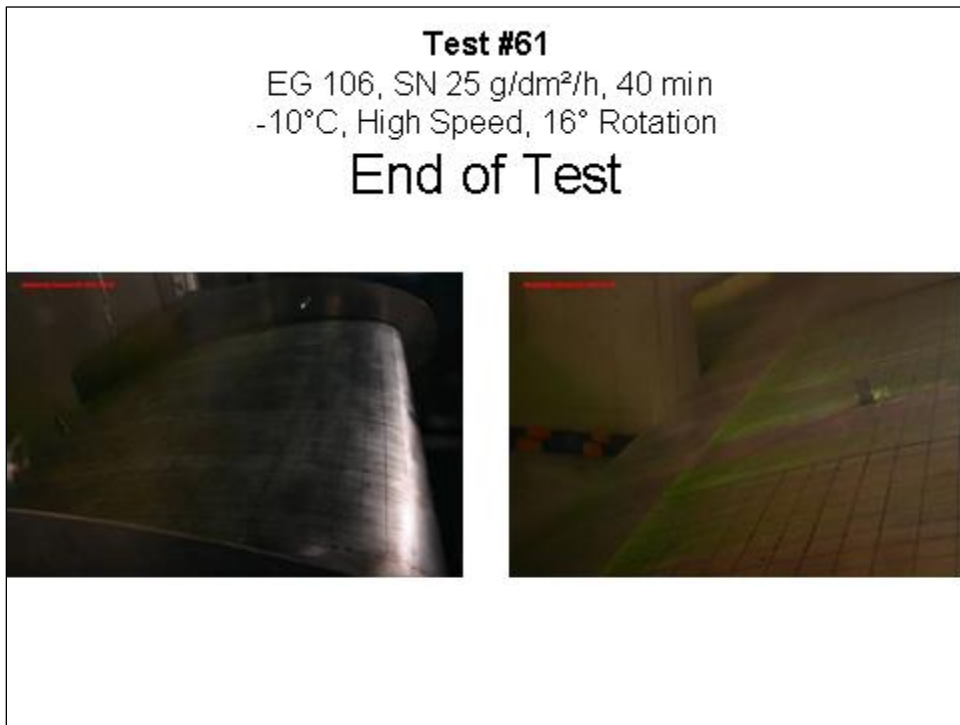 Test #61
EG 106, SN 25 g/dm²/h, 40 min
-10°C, High Speed, 16° Rotation
End of Test